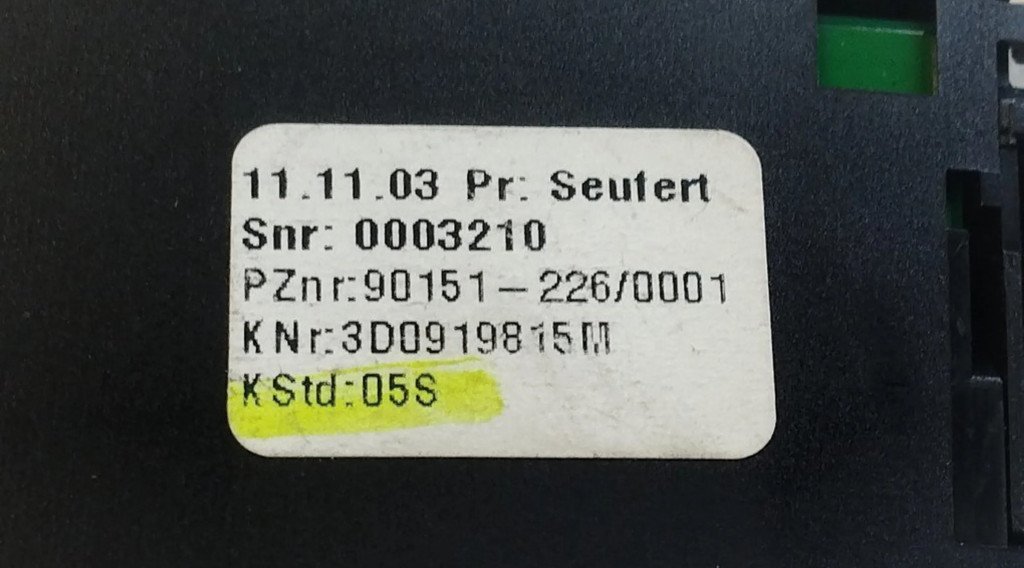 11.11.03 Pr: Seufert
Snr: 0003210
PZnr:90151-226/0001
KNr:3D0919815M
KStd:05S